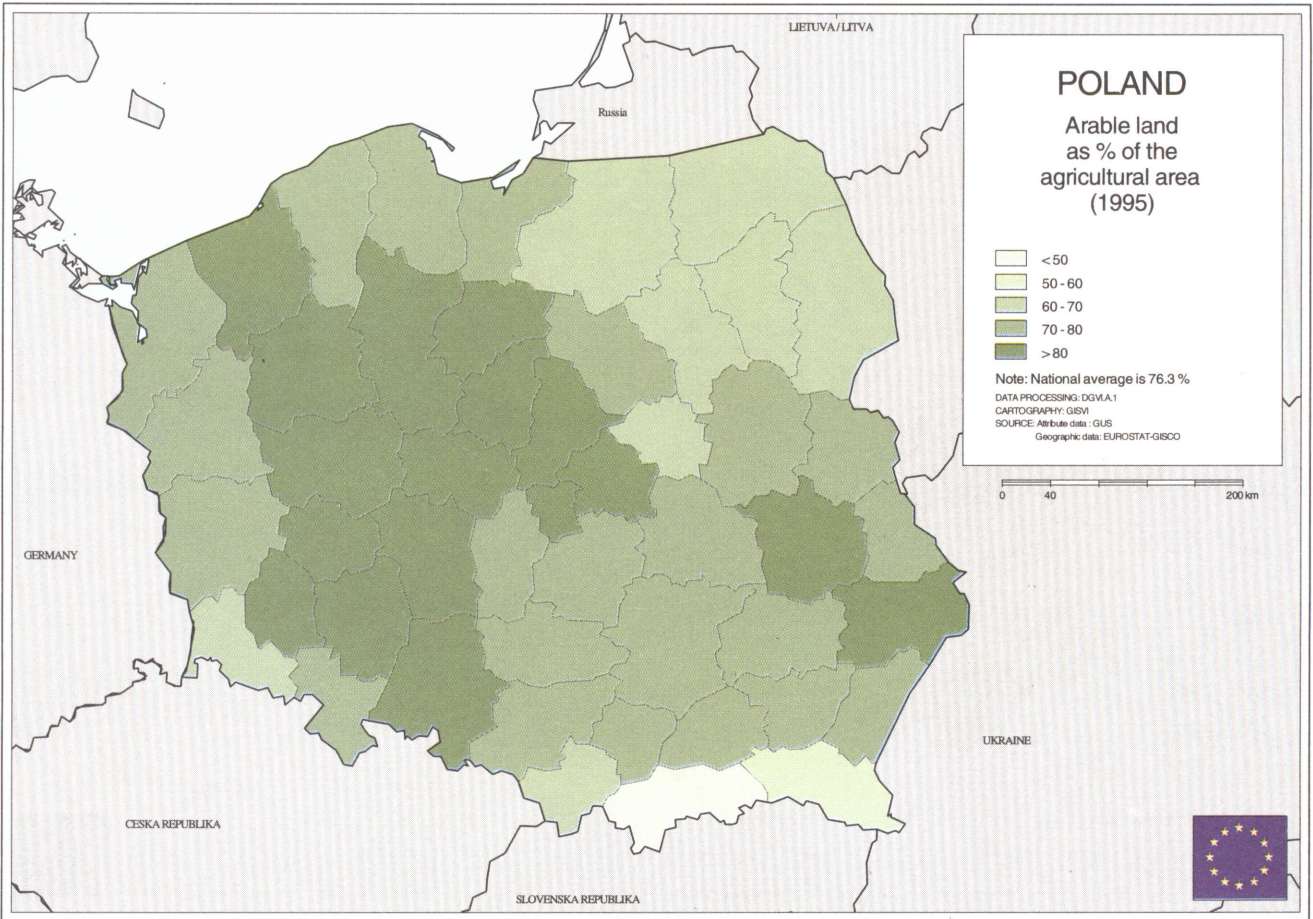 LIETUVA / LITVA
Russia
POLAND
Arable land
as % of the
agricultural area
(1995)
<50
50 - 60
60 - 70
70 - 80
>80
Note: National average is 76.3 %
DATA PROCESSING: DGVI.A.1
CARTOGRAPHY: GISVI
SOURCE: Attribute data : GUS
Geographic data: EUROSTAT-GISCO
0 40 200 km
GERMANY
UKRAINE
CESKA REPUBLIKA
SLOVENSKA REPUBLIKA